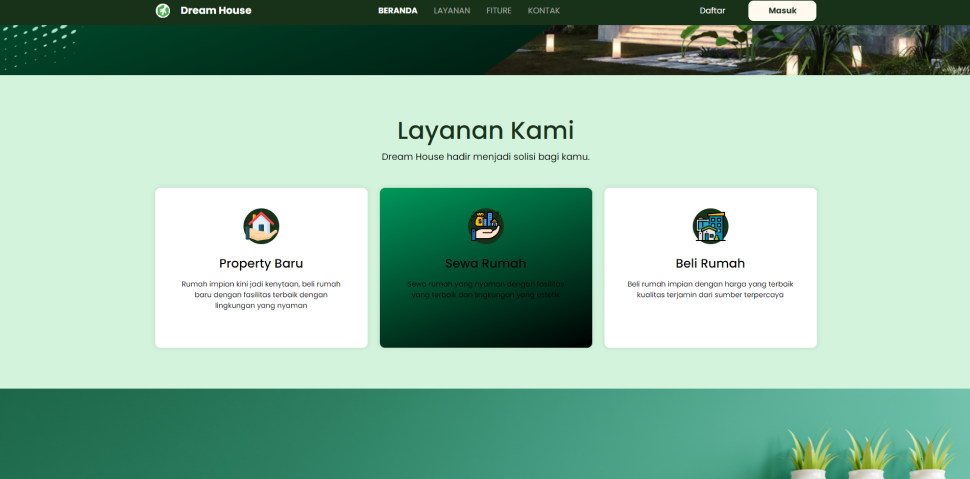 Dream House
BERANDA LAYANAN FITURE KONTAK
Daftar
Masuk
Layanan Kami
Dream House hadir menjadi solisi bagi kamu.
Property Baru
Rumah impian kini jadi kenytaan, beli rumah
baru dengan fasilitas terbaik dengan
lingkungan yang nyaman
Sewa Rumah
Sewa rumah yang nyaman dengan fasilitas
yang terbaik dan lingkungan yang
Beli Rumah
Beli Rumah impian dengan harga yang terbaik
kualitas terjamin dari sumber terpercaya